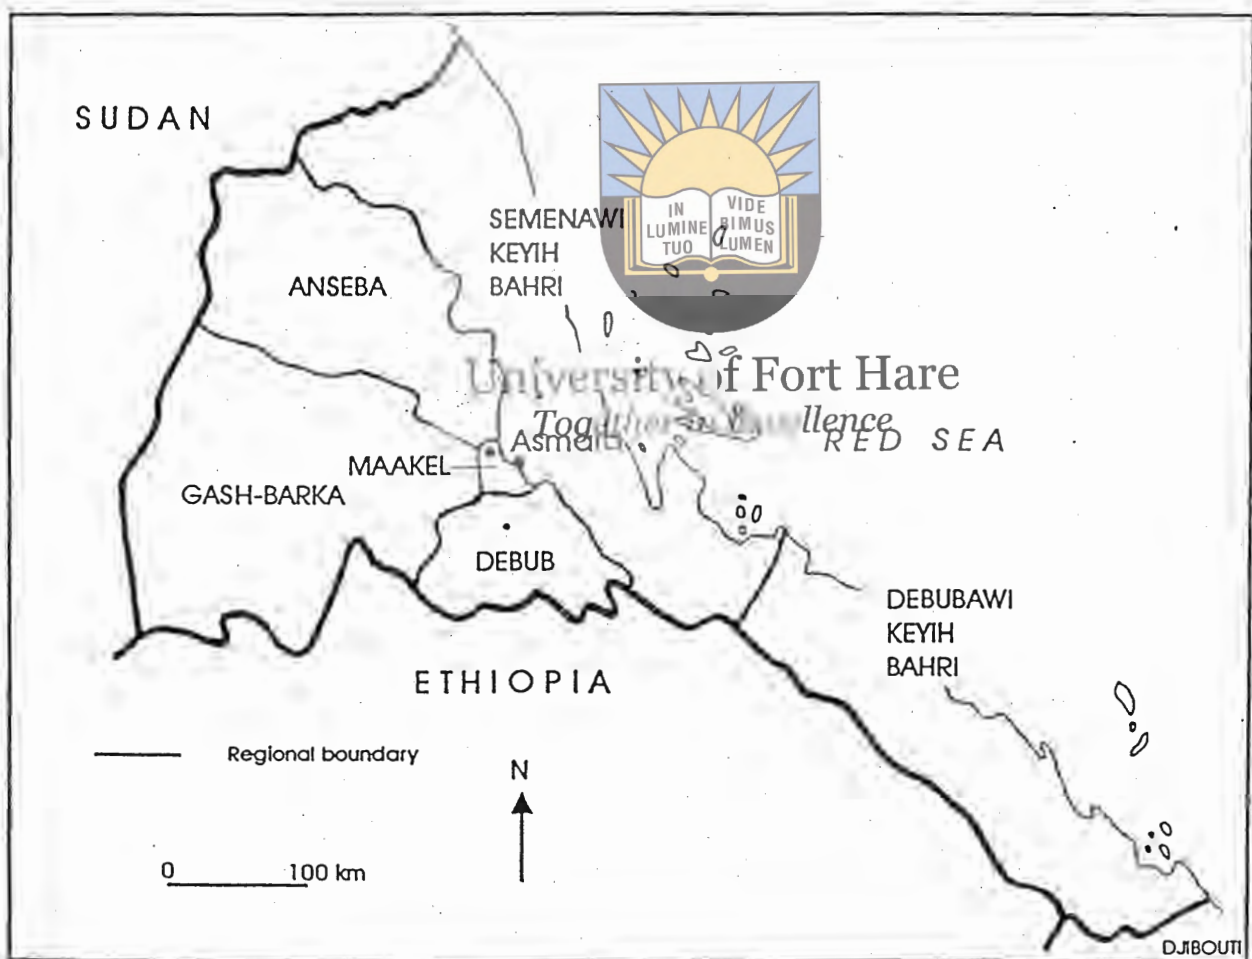 SUDAN
IN
LUMINE
TUO
VIDE
BIMUS
LUMEN
SEMENAWI
KEYIH
BAHRI
ANSEBA
University of Fort Hare
Together in Excellence
Asmara
RED SEA
MAAKEL
GASH-BARKA
DEBUB
DEBUBAWI
KEYIH
BAHRI
ETHIOPIA
Regional boundary
N
0 100 km
DJIBOUTI